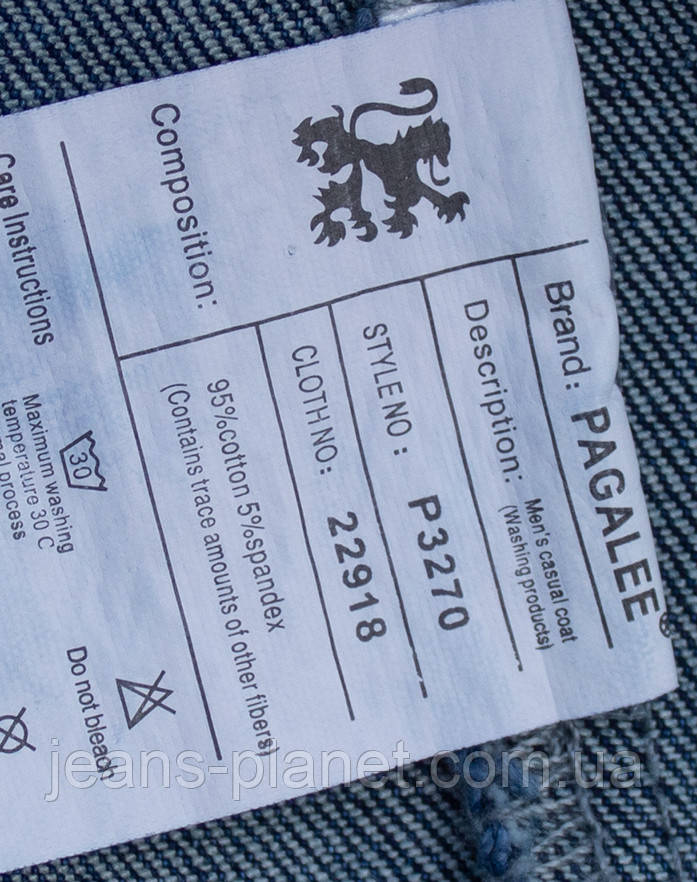 Brand: PAGALEE®
Description: Men's casual coat
(Washing products)
STYLE NO: P3270
CLOTH NO: 22918
Composition: 95%cotton 5%spandex
(Contains trace amounts of other fibers)
Care Instructions
30
Maximum washing
temperature 30 C
process
Do not bleach
jeans-planet.com.ua